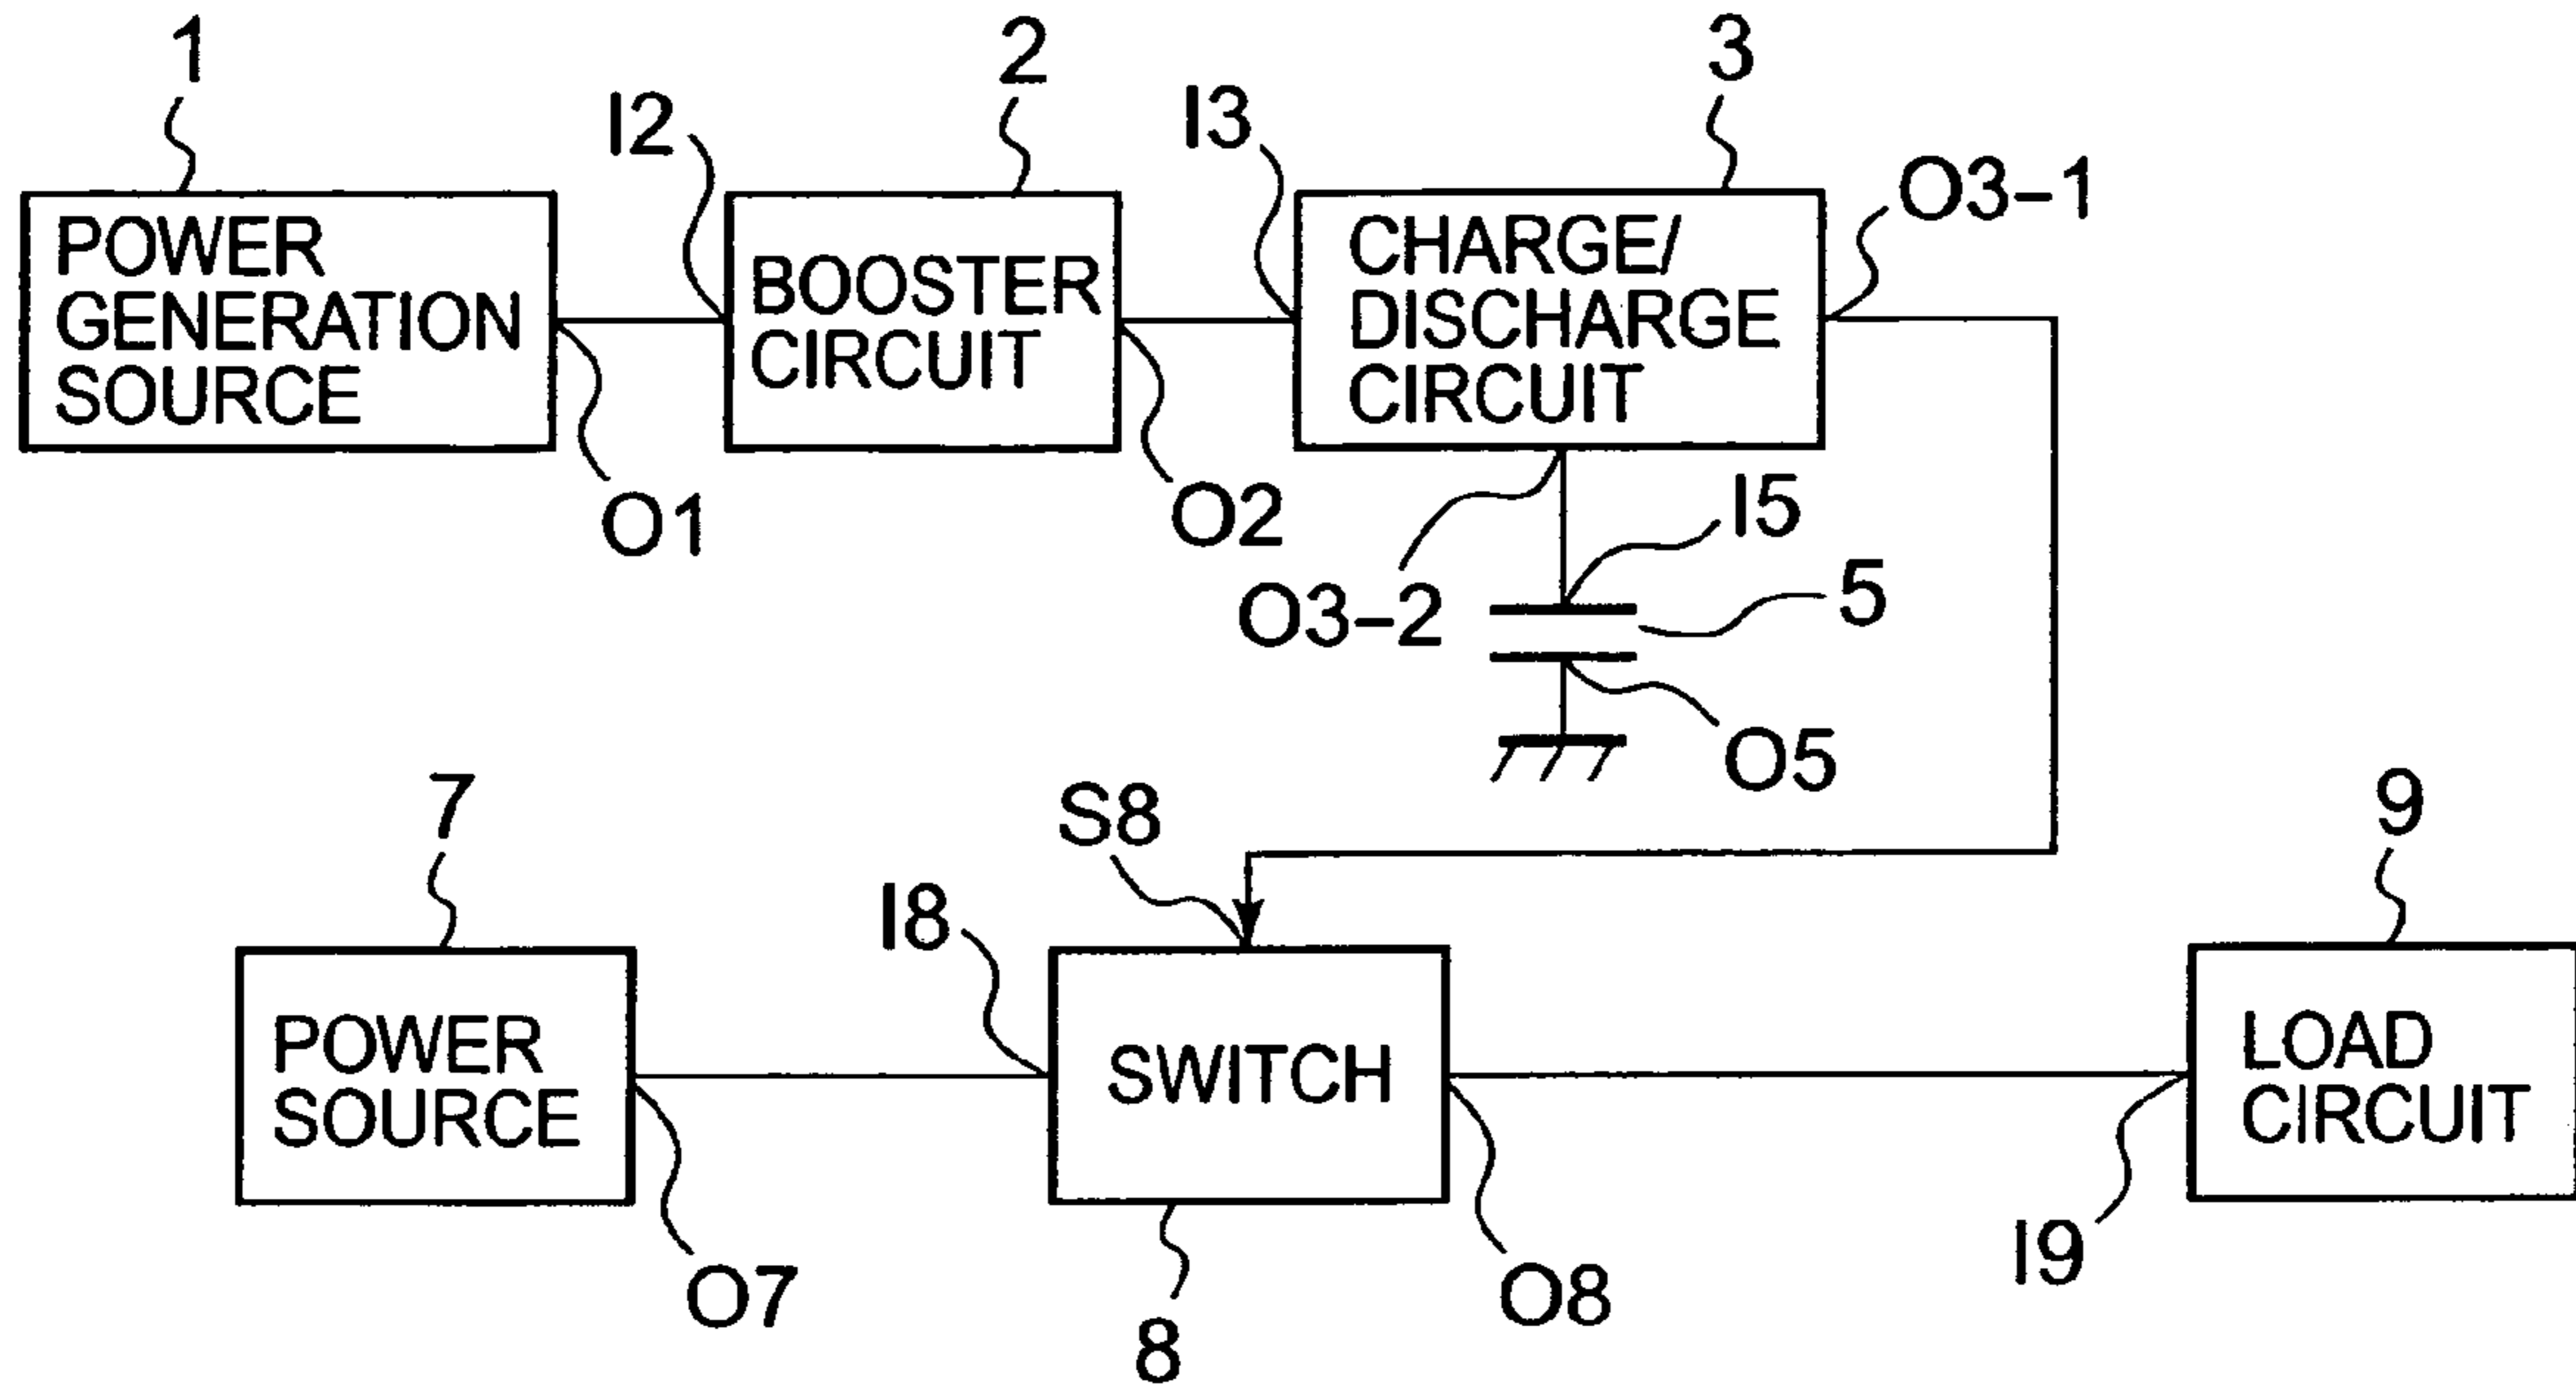 1
2
3
I2
I3
O3-1
POWER
GENERATION
SOURCE
BOOSTER
CIRCUIT
CHARGE/
DISCHARGE
CIRCUIT
O1
O2
O3-2
I5
5
O5
7
S8
9
I8
POWER
SOURCE
SWITCH
LOAD
CIRCUIT
O7
8
O8
I9